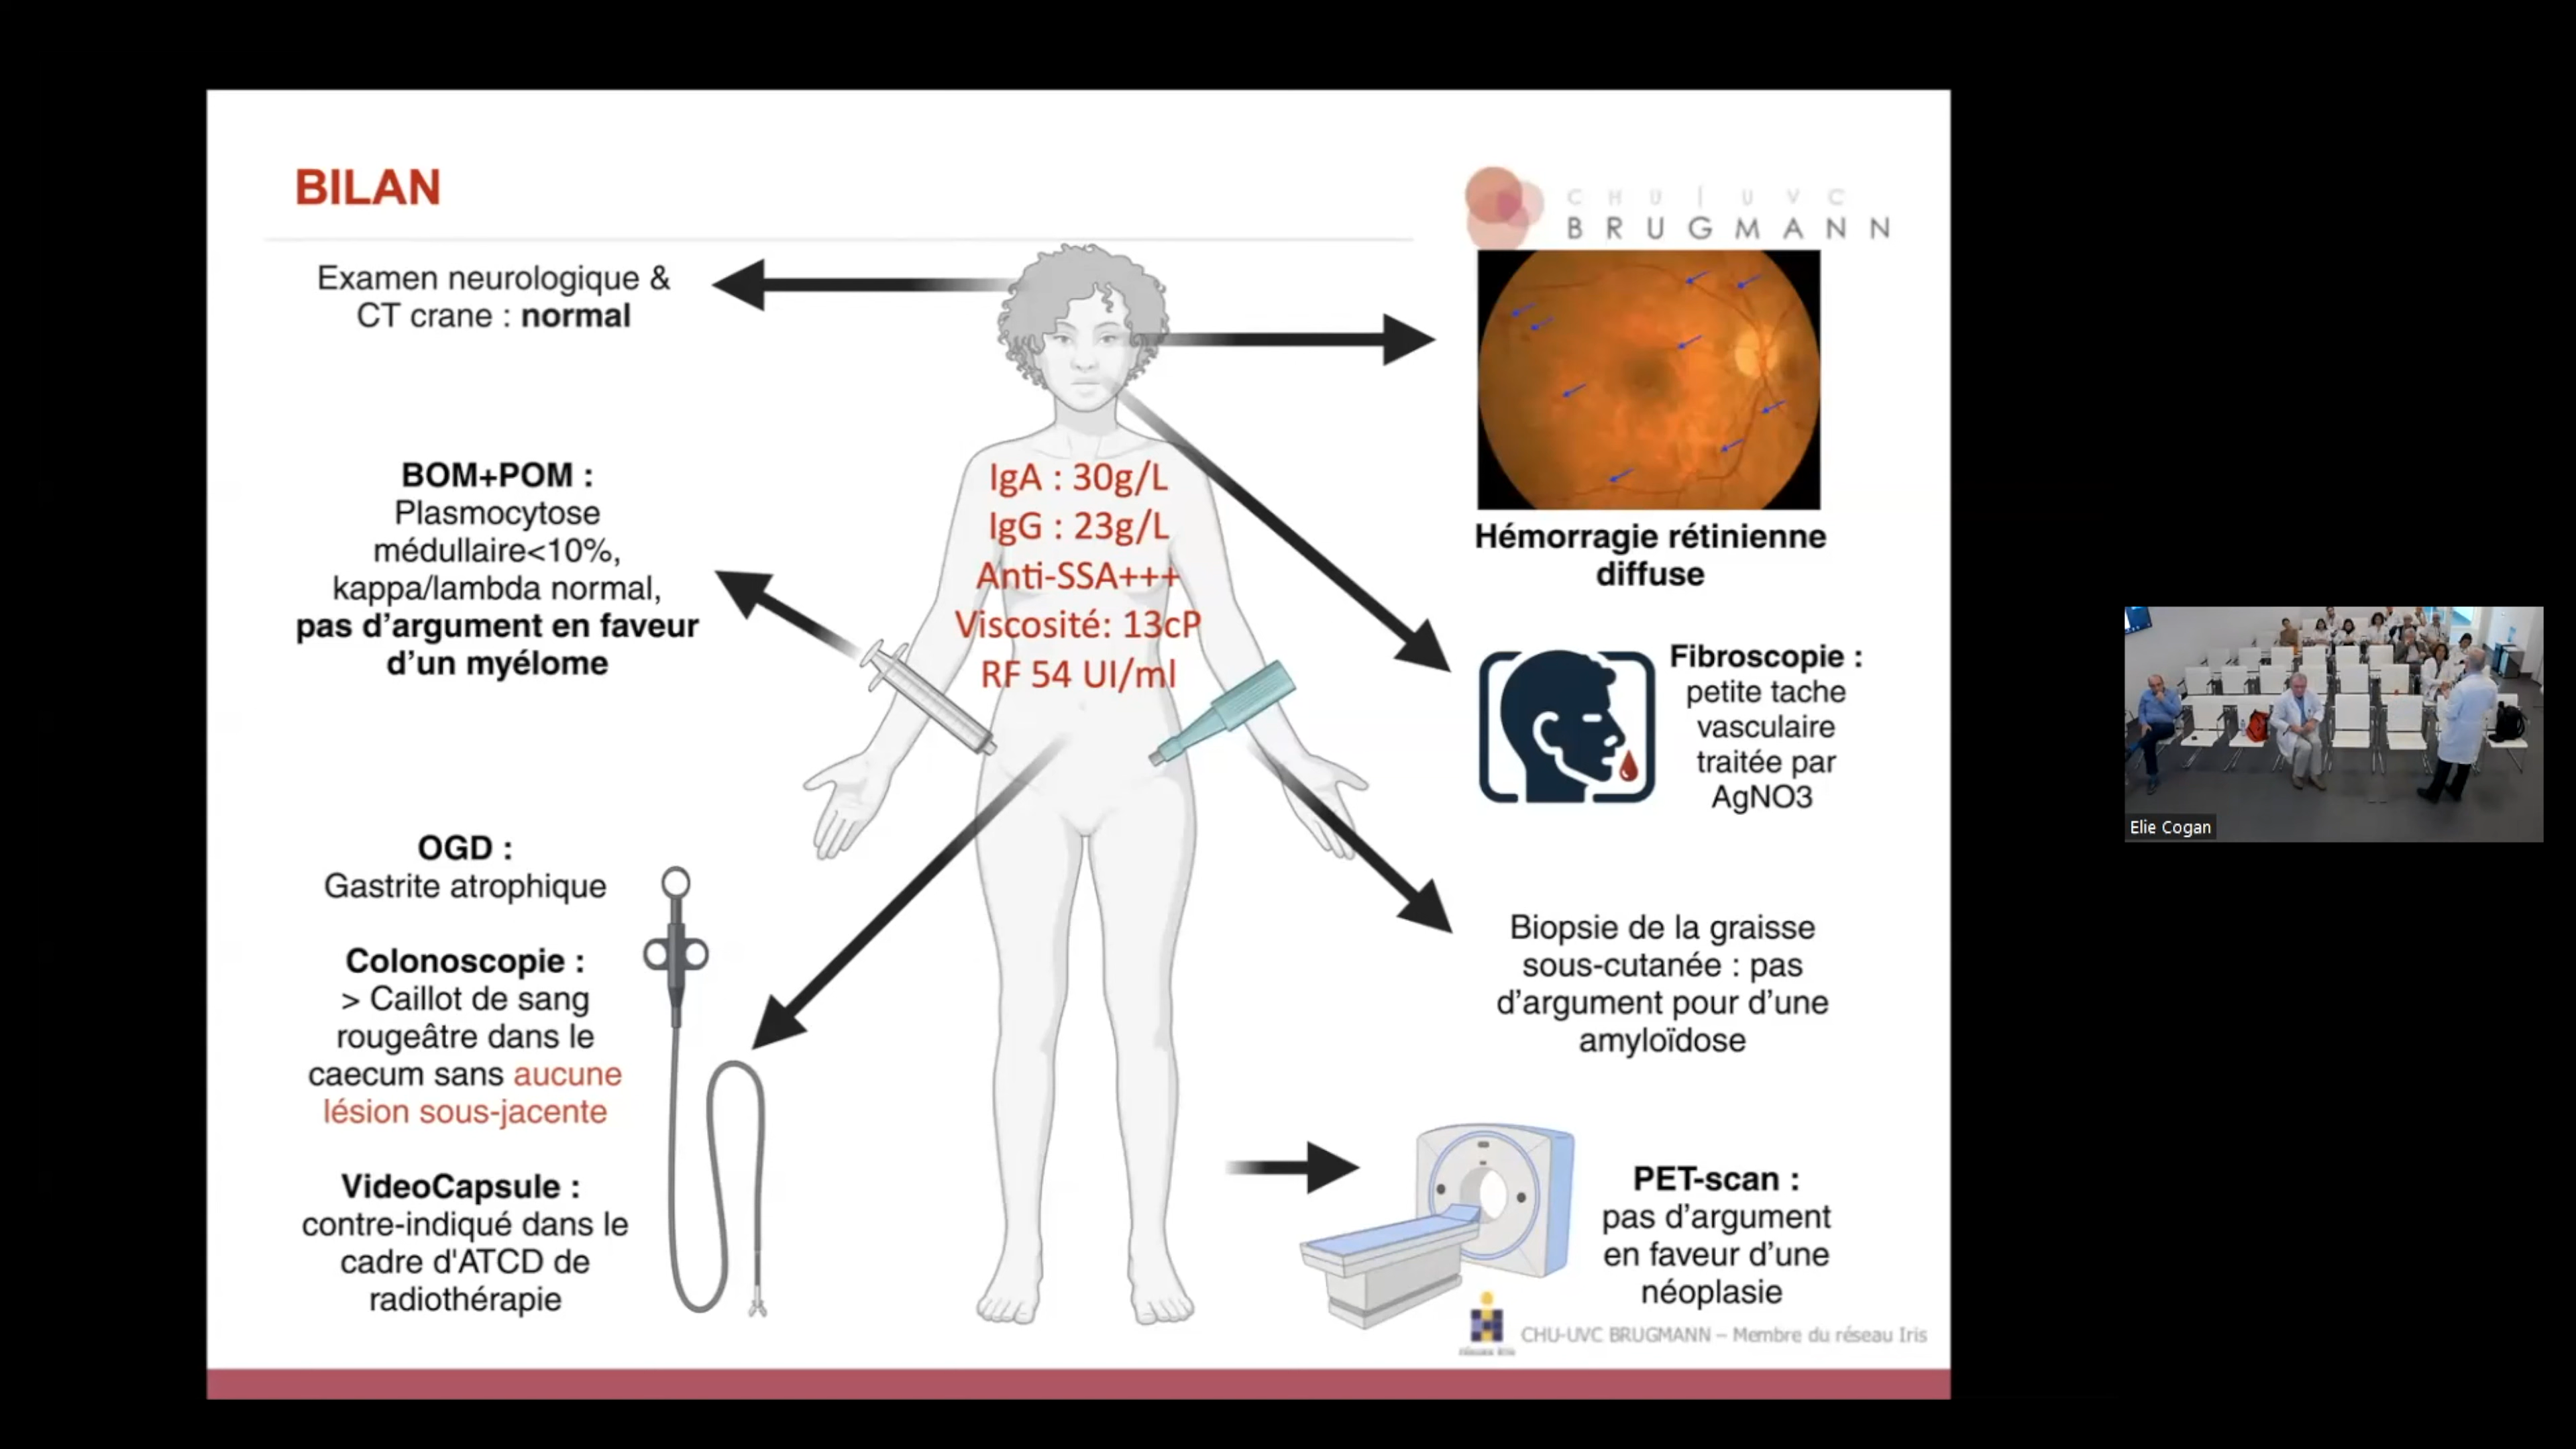 BILAN
CHU | UVC
BRUGMANN
Examen neurologique &
CT crane : normal
BOM+POM :
Plasmocytose
médullaire<10%,
kappa/lambda normal,
pas d’argument en faveur
d’un myélome
OGD :
Gastrite atrophique
Colonoscopie :
> Caillot de sang
rougeâtre dans le
caecum sans aucune
lésion sous-jacente
VideoCapsule :
contre-indiqué dans le
cadre d'ATCD de
radiothérapie
IgA : 30g/L
IgG : 23g/L
Anti-SSA+++
Viscosité: 13cP
RF 54 UI/ml
Hémorragie rétinienne
diffuse
Fibroscopie :
petite tache
vasculaire
traitée par
AgNO3
Biopsie de la graisse
sous-cutanée : pas
d’argument pour d’une
amyloïdose
PET-scan :
pas d’argument
en faveur d’une
néoplasie
CHU-UVC BRUGMANN – Membre du réseau Iris
Elie Cogan